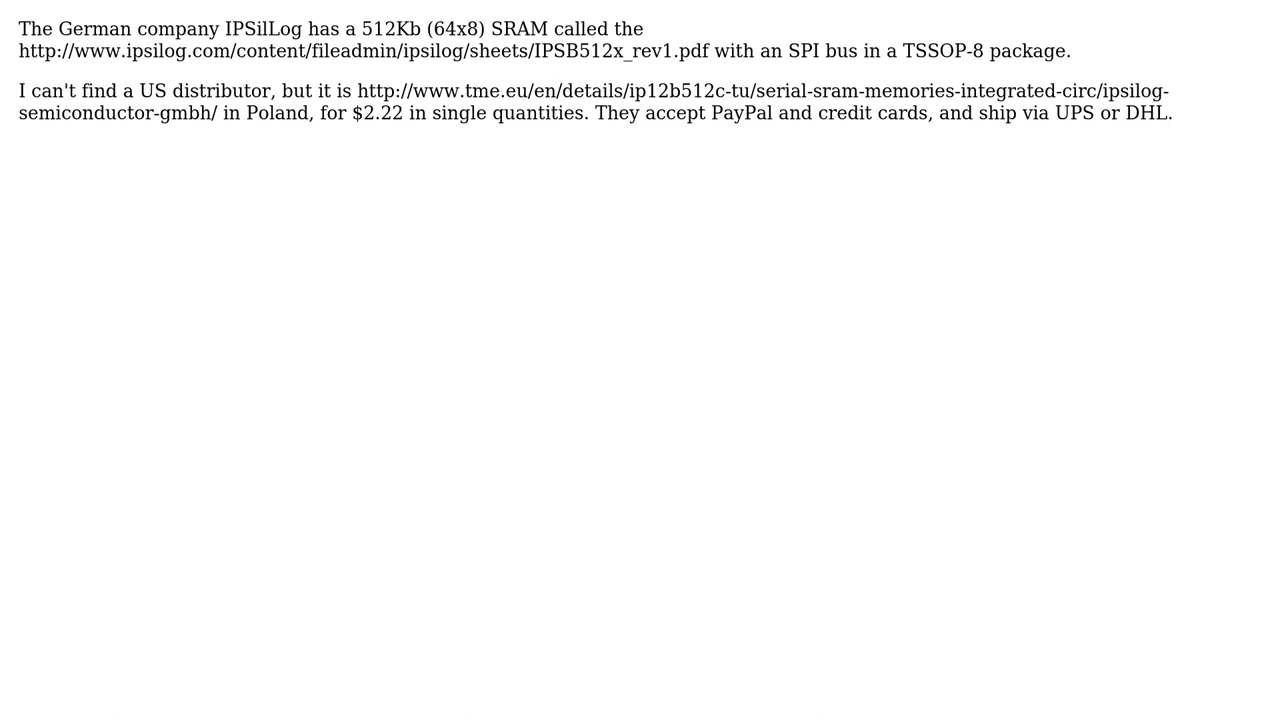 The German company IPSilLog has a 512Kb (64x8) SRAM called the
http://www.ipsilog.com/content/fileadmin/ipsilog/sheets/IPSB512x_rev1.pdf with an SPI bus in a TSSOP-8 package.
I can't find a US distributor, but it is http://www.tme.eu/en/details/ip12b512c-tu/serial-sram-memories-integrated-circ/ipsilog-
semiconductor-gmbh/ in Poland, for $2.22 in single quantities. They accept PayPal and credit cards, and ship via UPS or DHL.